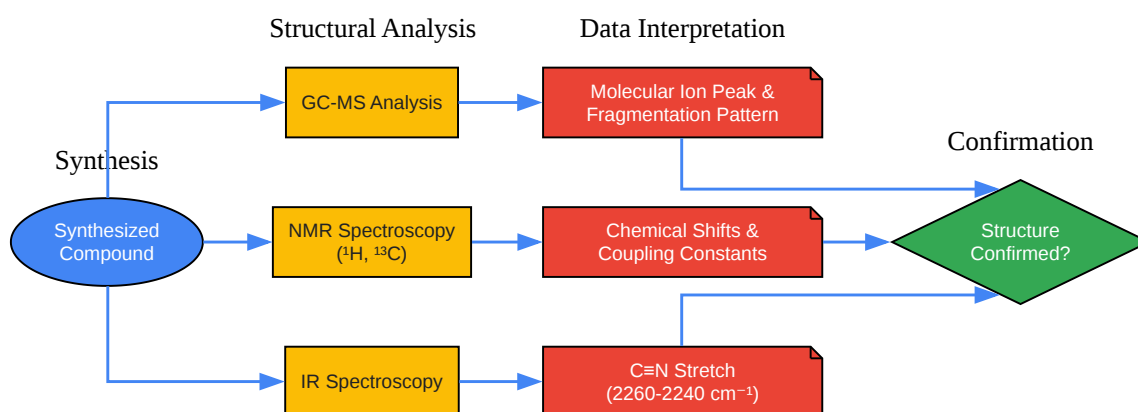 Structural Analysis
Data Interpretation
GC-MS Analysis
Molecular Ion Peak &
Fragmentation Pattern
Synthesis
Confirmation
Synthesized
Compound
NMR Spectroscopy
(¹H, ¹³C)
Chemical Shifts &
Coupling Constants
Structure
Confirmed?
IR Spectroscopy
C≡N Stretch
(2260-2240 cm⁻¹)